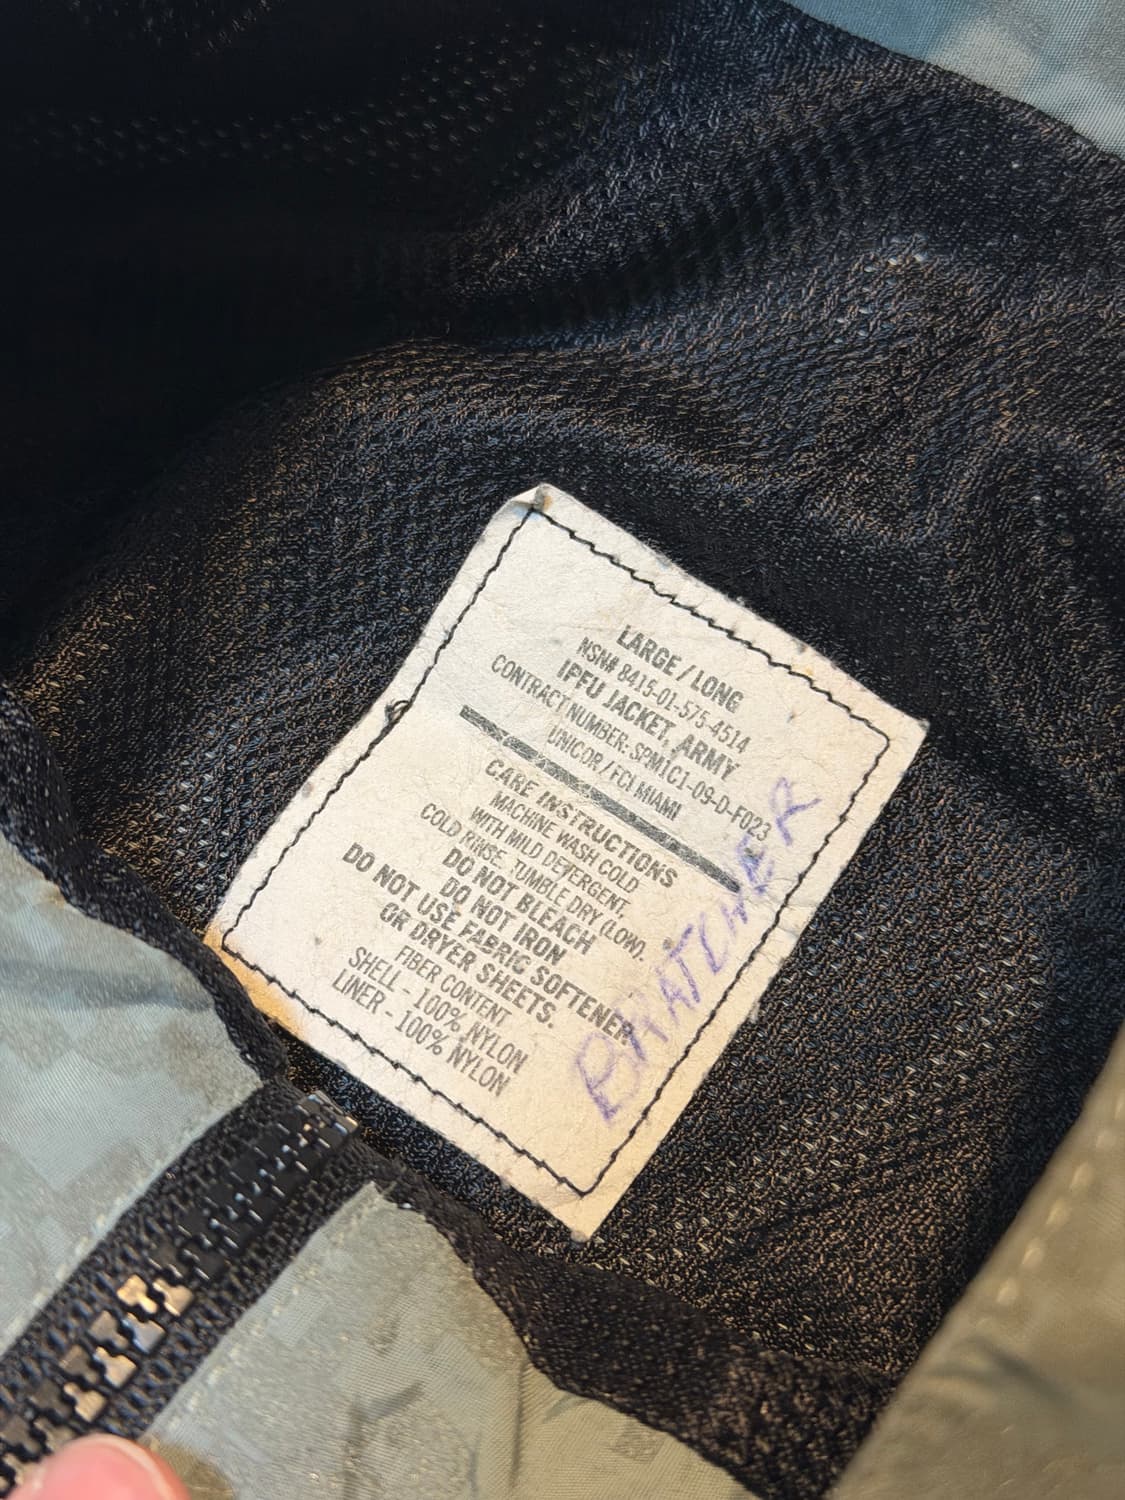 LARGE / LONG
NSN# 8415-01-575-4514
IPFU JACKET, ARMY
CONTRACT NUMBER: SPM1C1-09-D-F023
UNICOR / FCI MIAMI
CARE INSTRUCTIONS
MACHINE WASH COLD
WITH MILD DETERGENT,
COLD RINSE, TUMBLE DRY (LOW).
DO NOT BLEACH
DO NOT IRON
DO NOT USE FABRIC SOFTENER
OR DRYER SHEETS.
FIBER CONTENT
SHELL - 100% NYLON
LINER - 100% NYLON
BRATCHER